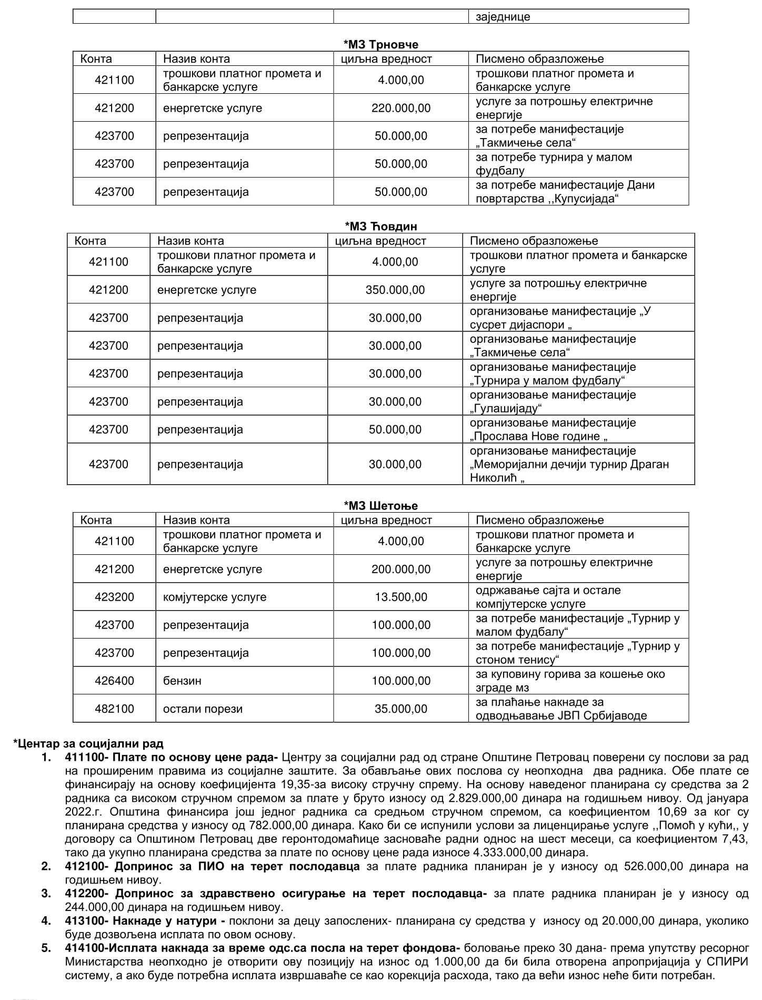 заједнице
*МЗ Трновче
Конта Назив конта циљна вредност Писмено образложење
421100 трошкови платног промета и банкарске услуге 4.000,00 трошкови платног промета и банкарске услуге
421200 енергетске услуге 220.000,00 услуге за потрошњу електричне енергије
423700 репрезентација 50.000,00 за потребе манифестације „Такмичење села“
423700 репрезентација 50.000,00 за потребе турнира у малом фудбалу
423700 репрезентација 50.000,00 за потребе манифестације Дани повртарства ,,Купусијада“
*МЗ Ћовдин
Конта Назив конта циљна вредност Писмено образложење
421100 трошкови платног промета и банкарске услуге 4.000,00 трошкови платног промета и банкарске услуге
421200 енергетске услуге 350.000,00 услуге за потрошњу електричне енергије
423700 репрезентација 30.000,00 организовање манифестације „У сусрет дијаспори „
423700 репрезентација 30.000,00 организовање манифестације „Такмичење села“
423700 репрезентација 30.000,00 организовање манифестације „Турнира у малом фудбалу“
423700 репрезентација 30.000,00 организовање манифестације „Гулашијаду“
423700 репрезентација 50.000,00 организовање манифестације „Прослава Нове године „
423700 репрезентација 30.000,00 организовање манифестације „Меморијални дечији турнир Драган Николић „
*МЗ Шетоње
Конта Назив конта циљна вредност Писмено образложење
421100 трошкови платног промета и банкарске услуге 4.000,00 трошкови платног промета и банкарске услуге
421200 енергетске услуге 200.000,00 услуге за потрошњу електричне енергије
423200 комјутерске услуге 13.500,00 одржавање сајта и остале компјутерске услуге
423700 репрезентација 100.000,00 за потребе манифестације „Турнир у малом фудбалу“
423700 репрезентација 100.000,00 за потребе манифестације „Турнир у стоном тенису“
426400 бензин 100.000,00 за куповину горива за кошење око зграде мз
482100 остали порези 35.000,00 за плаћање накнаде за одводњавање ЈВП Србијаводе
*Центар за социјални рад
1. 411100- Плате по основу цене рада- Центру за социјални рад од стране Општине Петровац поверени су послови за рад
на проширеним правима из социјалне заштите. За обављање ових послова су неопходна два радника. Обе плате се
финансирају на основу коефицијента 19,35-за високу стручну спрему. На основу наведеног планирана су средства за 2
радника са високом стручном спремом за плате у бруто износу од 2.829.000,00 динара на годишњем нивоу. Од јануара
2022.г. Општина финансира још једног радника са средњом стручном спремом, са коефициентом 10,69 за ког су
планирана средства у износу од 782.000,00 динара. Како би се испунили услови за лиценцирање услуге ,,Помоћ у кући,, у
договору са Општином Петровац две геронтодомаћице засноваће радни однос на шест месеци, са коефициентом 7,43,
тако да укупно планирана средства за плате по основу цене рада износе 4.333.000,00 динара.
2. 412100- Допринос за ПИО на терет послодавца за плате радника планиран је у износу од 526.000,00 динара на
годишњем нивоу.
3. 412200- Допринос за здравствено осигурање на терет послодавца- за плате радника планиран је у износу од
244.000,00 динара на годишњем нивоу.
4. 413100- Накнаде у натури - поклони за децу запослених- планирана су средства у износу од 20.000,00 динара, уколико
буде дозвољена исплата по овом основу.
5. 414100-Исплата накнада за време одс.са посла на терет фондова- боловање преко 30 дана- према упутству ресорног
Министарства неопходно је отворити ову позицију на износ од 1.000,00 да би била отворена апропријација у СПИРИ
систему, а ако буде потребна исплата извршаваће се као корекција расхода, тако да већи износ неће бити потребан.